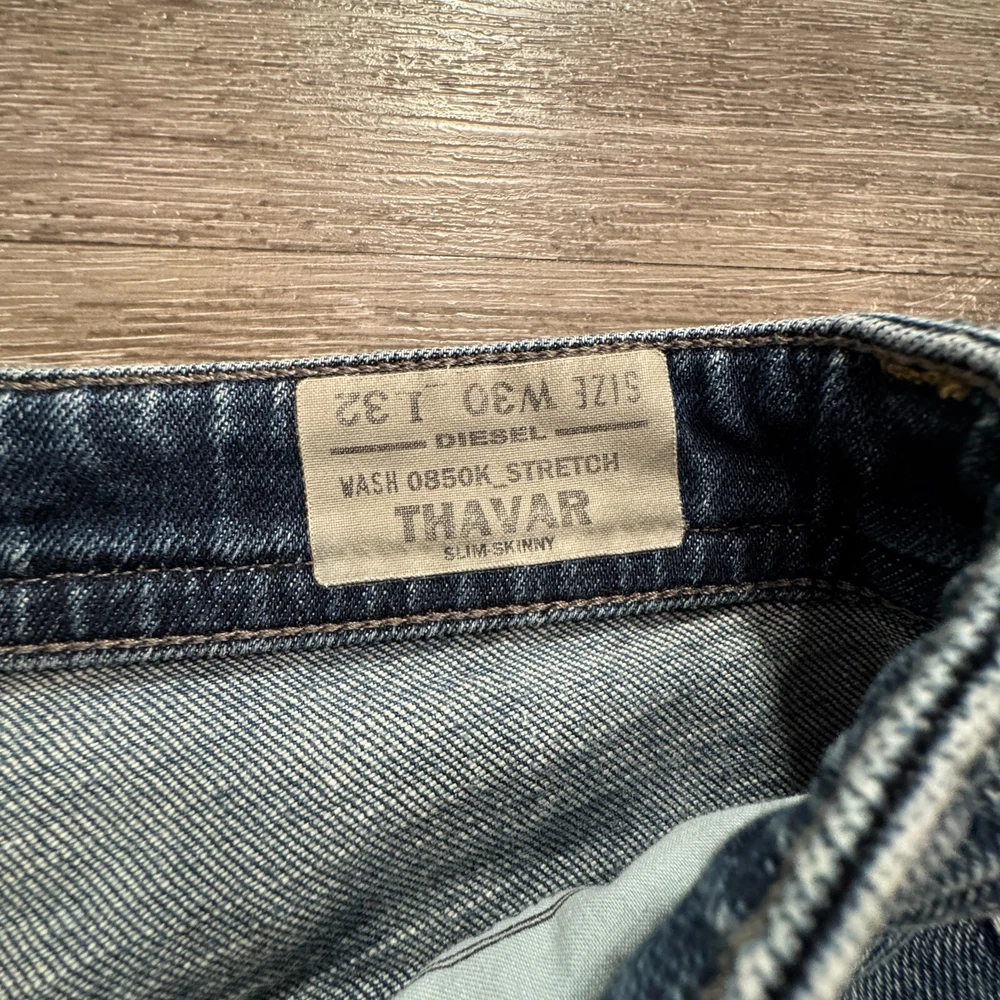 SIZE W30 L32
DIESEL
WASH 0850K_STRETCH
THAVAR
SLIM-SKINNY